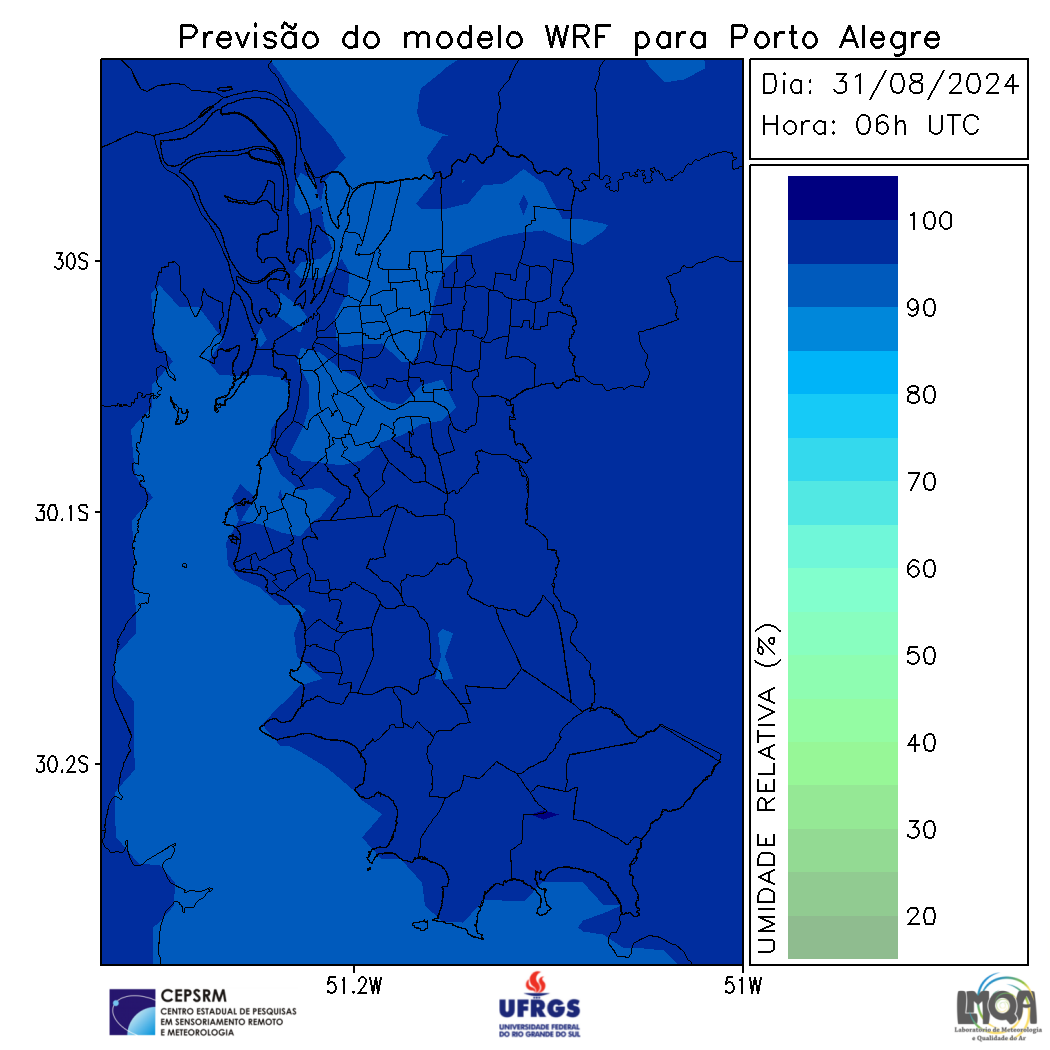 Previsão do modelo WRF para Porto Alegre
Dia: 31/08/2024
Hora: 06h UTC
100
90
80
70
60
50
40
30
20
UMIDADE RELATIVA (%)
30S
30.1S
30.2S
51.2W
51W
CEPSRM
CENTRO ESTADUAL DE PESQUISAS
EM SENSORIAMENTO REMOTO
E METEOROLOGIA
UFRGS
UNIVERSIDADE FEDERAL
DO RIO GRANDE DO SUL
LMQA
Laboratório de Meteorologia
e Qualidade do Ar